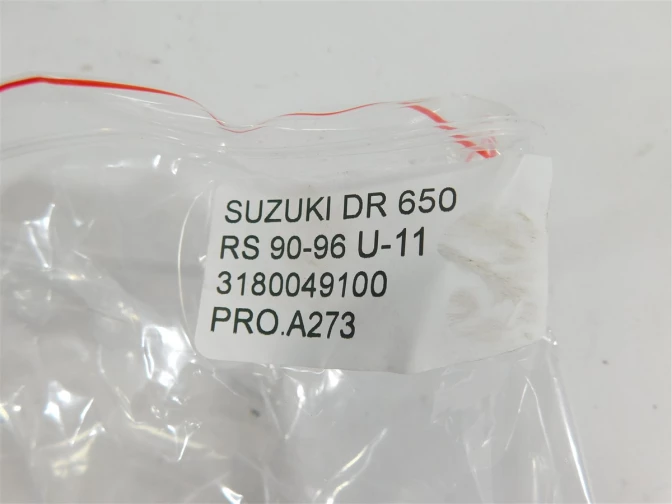 SUZUKI DR 650
RS 90-96 U-11
3180049100
PRO.A273